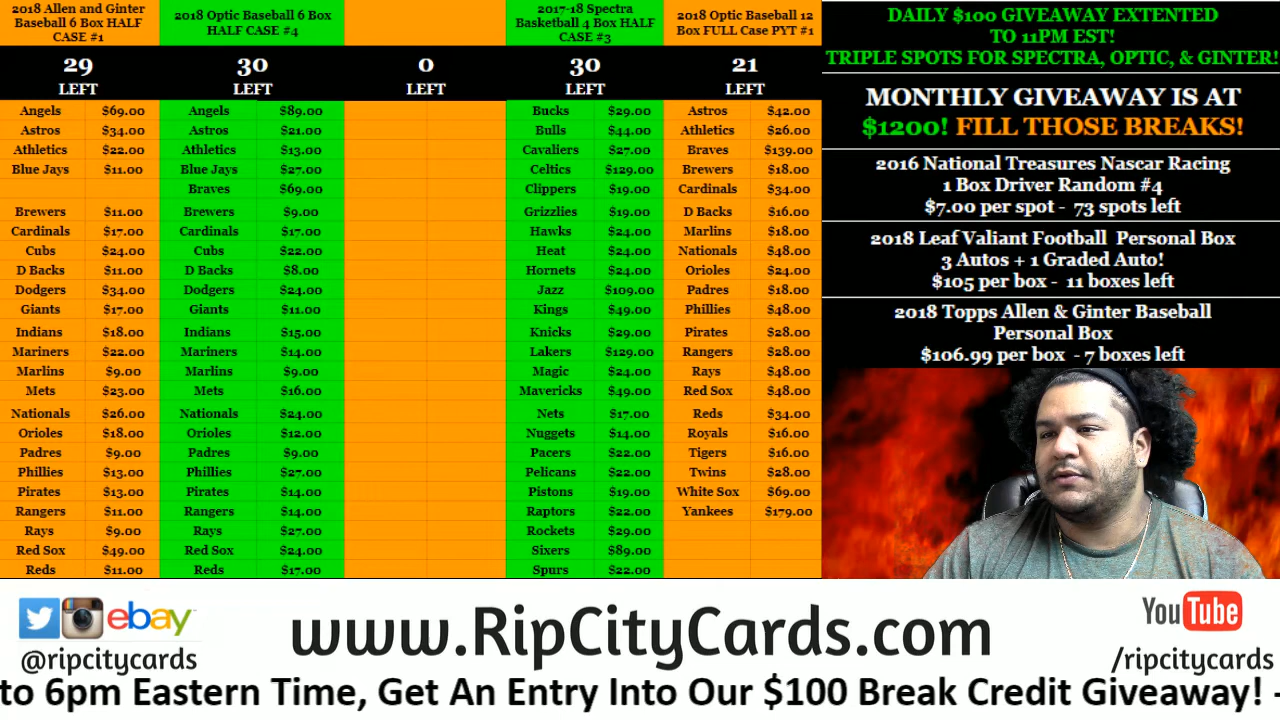 2018 Allen and Ginter
Baseball 6 Box HALF
CASE #1
29
LEFT
Angels $69.00
Astros $34.00
Athletics $22.00
Blue Jays $11.00
Brewers $11.00
Cardinals $17.00
Cubs $24.00
D Backs $11.00
Dodgers $34.00
Giants $17.00
Indians $18.00
Mariners $22.00
Marlins $9.00
Mets $23.00
Nationals $26.00
Orioles $18.00
Padres $9.00
Phillies $13.00
Pirates $13.00
Rangers $11.00
Rays $9.00
Red Sox $49.00
Reds $11.00
2018 Optic Baseball 6 Box
HALF CASE #4
30
LEFT
Angels $89.00
Astros $21.00
Athletics $13.00
Blue Jays $27.00
Braves $69.00
Brewers $9.00
Cardinals $17.00
Cubs $22.00
D Backs $8.00
Dodgers $24.00
Giants $11.00
Indians $15.00
Mariners $14.00
Marlins $9.00
Mets $16.00
Nationals $24.00
Orioles $12.00
Padres $9.00
Phillies $27.00
Pirates $14.00
Rangers $14.00
Rays $27.00
Red Sox $24.00
Reds $17.00
0
LEFT
2017-18 Spectra
Basketball 4 Box HALF
CASE #3
30
LEFT
Bucks $29.00
Bulls $44.00
Cavaliers $27.00
Celtics $129.00
Clippers $19.00
Grizzlies $19.00
Hawks $24.00
Heat $24.00
Hornets $24.00
Jazz $109.00
Kings $49.00
Knicks $29.00
Lakers $129.00
Magic $24.00
Mavericks $49.00
Nets $17.00
Nuggets $14.00
Pacers $22.00
Pelicans $22.00
Pistons $19.00
Raptors $22.00
Rockets $29.00
Sixers $89.00
Spurs $22.00
2018 Optic Baseball 12
Box FULL Case PYT #1
21
LEFT
Astros $42.00
Athletics $26.00
Braves $139.00
Brewers $18.00
Cardinals $34.00
D Backs $16.00
Marlins $18.00
Nationals $48.00
Orioles $24.00
Padres $18.00
Phillies $48.00
Pirates $28.00
Rangers $28.00
Rays $48.00
Red Sox $48.00
Reds $34.00
Royals $16.00
Tigers $16.00
Twins $28.00
White Sox $69.00
Yankees $179.00
DAILY $100 GIVEAWAY EXTENTED
TO 11PM EST!
TRIPLE SPOTS FOR SPECTRA, OPTIC, & GINTER!
MONTHLY GIVEAWAY IS AT
$1200! FILL THOSE BREAKS!
2016 National Treasures Nascar Racing
1 Box Driver Random #4
$7.00 per spot - 73 spots left
2018 Leaf Valiant Football Personal Box
3 Autos + 1 Graded Auto!
$105 per box - 11 boxes left
2018 Topps Allen & Ginter Baseball
Personal Box
$106.99 per box - 7 boxes left
ebay
@ripcitycards
www.RipCityCards.com
YouTube
/ripcitycards
to 6pm Eastern Time, Get An Entry Into Our $100 Break Credit Giveaway! -